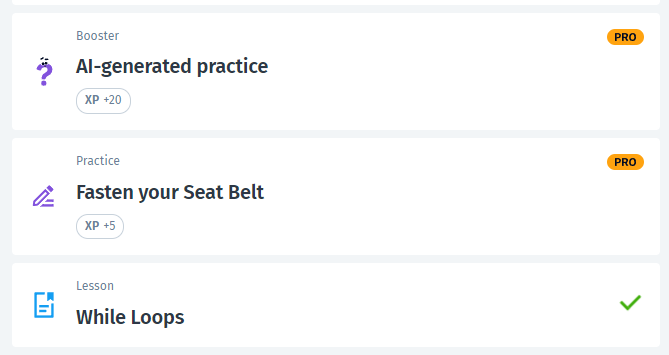 Booster
PRO
AI-generated practice
XP +20
Practice
PRO
Fasten your Seat Belt
XP +5
Lesson
While Loops